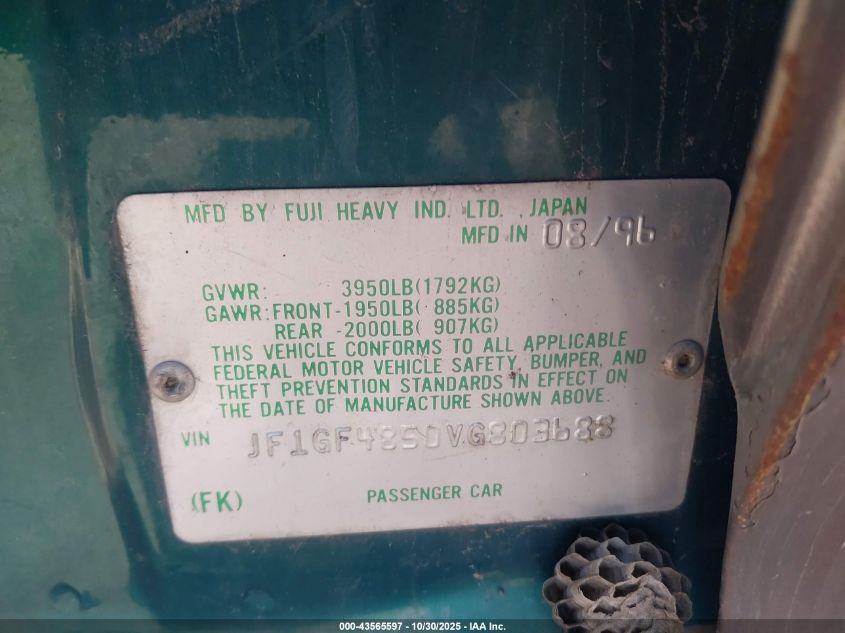 MFD BY FUJI HEAVY IND. LTD., JAPAN
MFD IN 08/96
GVWR: 3950LB(1792KG)
GAWR:FRONT-1950LB( 885KG)
REAR -2000LB( 907KG)
THIS VEHICLE CONFORMS TO ALL APPLICABLE
FEDERAL MOTOR VEHICLE SAFETY, BUMPER, AND
THEFT PREVENTION STANDARDS IN EFFECT ON
THE DATE OF MANUFACTURE SHOWN ABOVE.
VIN JF1GF4850VG803688
(FK) PASSENGER CAR
000-43565597 - 10/30/2025 - IAA Inc.